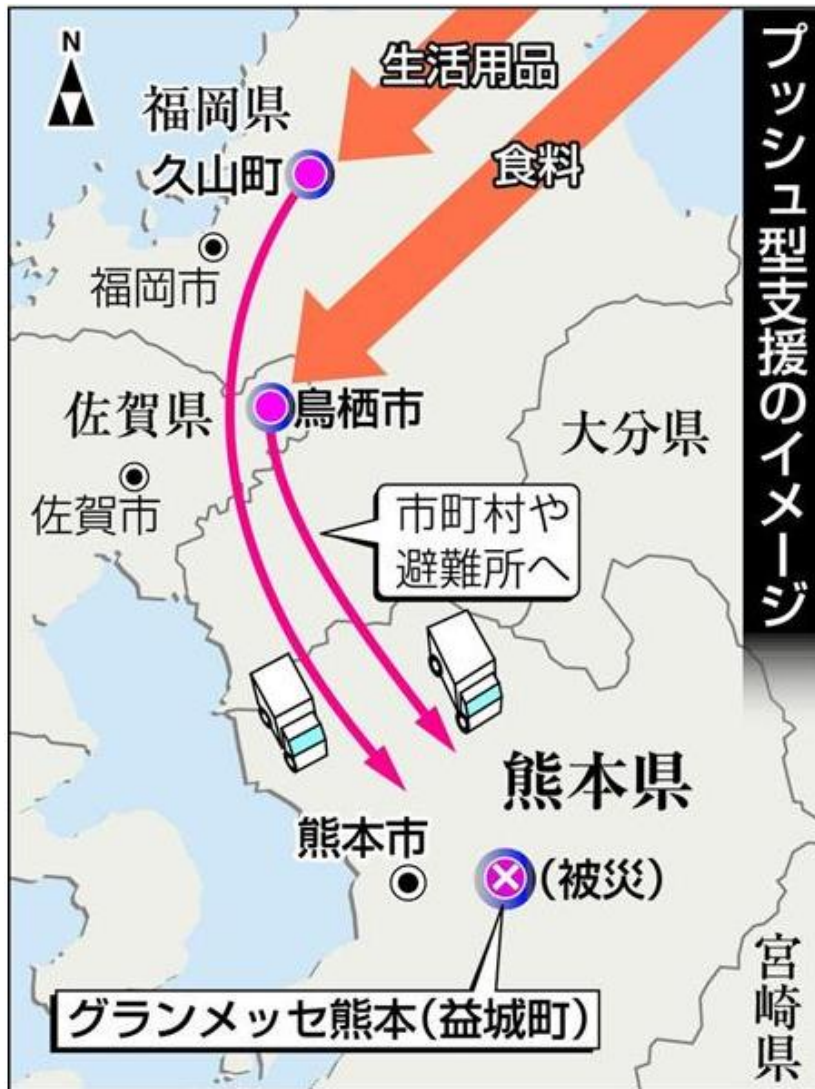 プッシュ型支援のイメージ
N
生活用品
福岡県
久山町
食料
福岡市
佐賀県
鳥栖市
大分県
佐賀市
市町村や
避難所へ
熊本県
熊本市
(被災)
宮崎県
グランメッセ熊本(益城町)